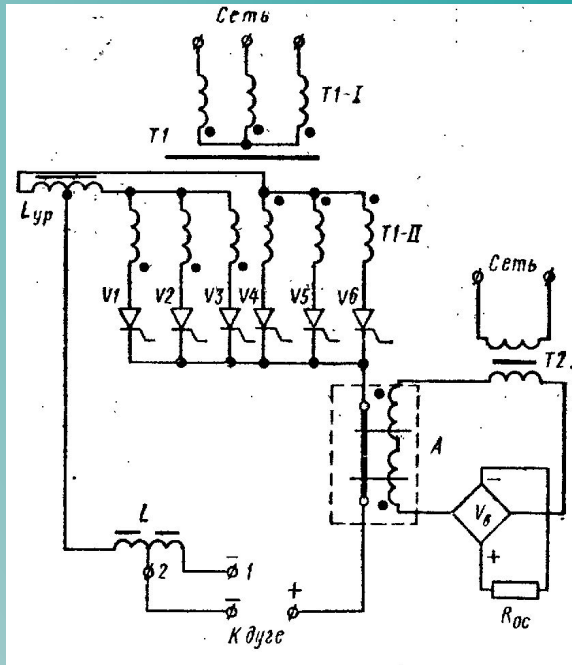 Сеть
T1-I
T1
Lур
T1-II
V1
V2
V3
V4
V5
V6
Сеть
T2
A
Vв
−
+
Rос
L
2
− 1
−
+
К дуге